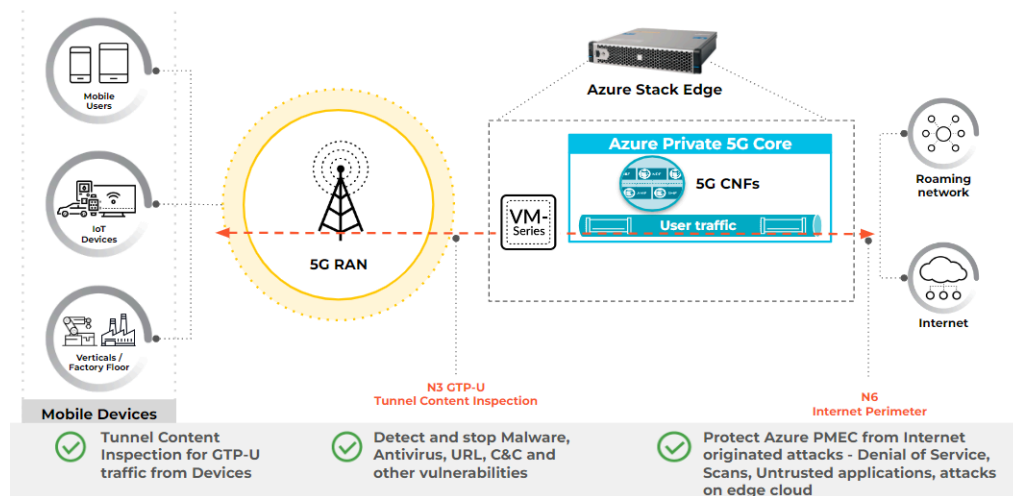 Mobile
Users
IoT
Devices
Verticals /
Factory Floor
Mobile Devices
5G RAN
Azure Stack Edge
Azure Private 5G Core
5G CNFs
VM-
Series
User traffic
Roaming
network
Internet
N3 GTP-U
Tunnel Content Inspection
N6
Internet Perimeter
Tunnel Content
Inspection for GTP-U
traffic from Devices
Detect and stop Malware,
Antivirus, URL, C&C and
other vulnerabilities
Protect Azure PMEC from Internet
originated attacks - Denial of Service,
Scans, Untrusted applications, attacks
on edge cloud